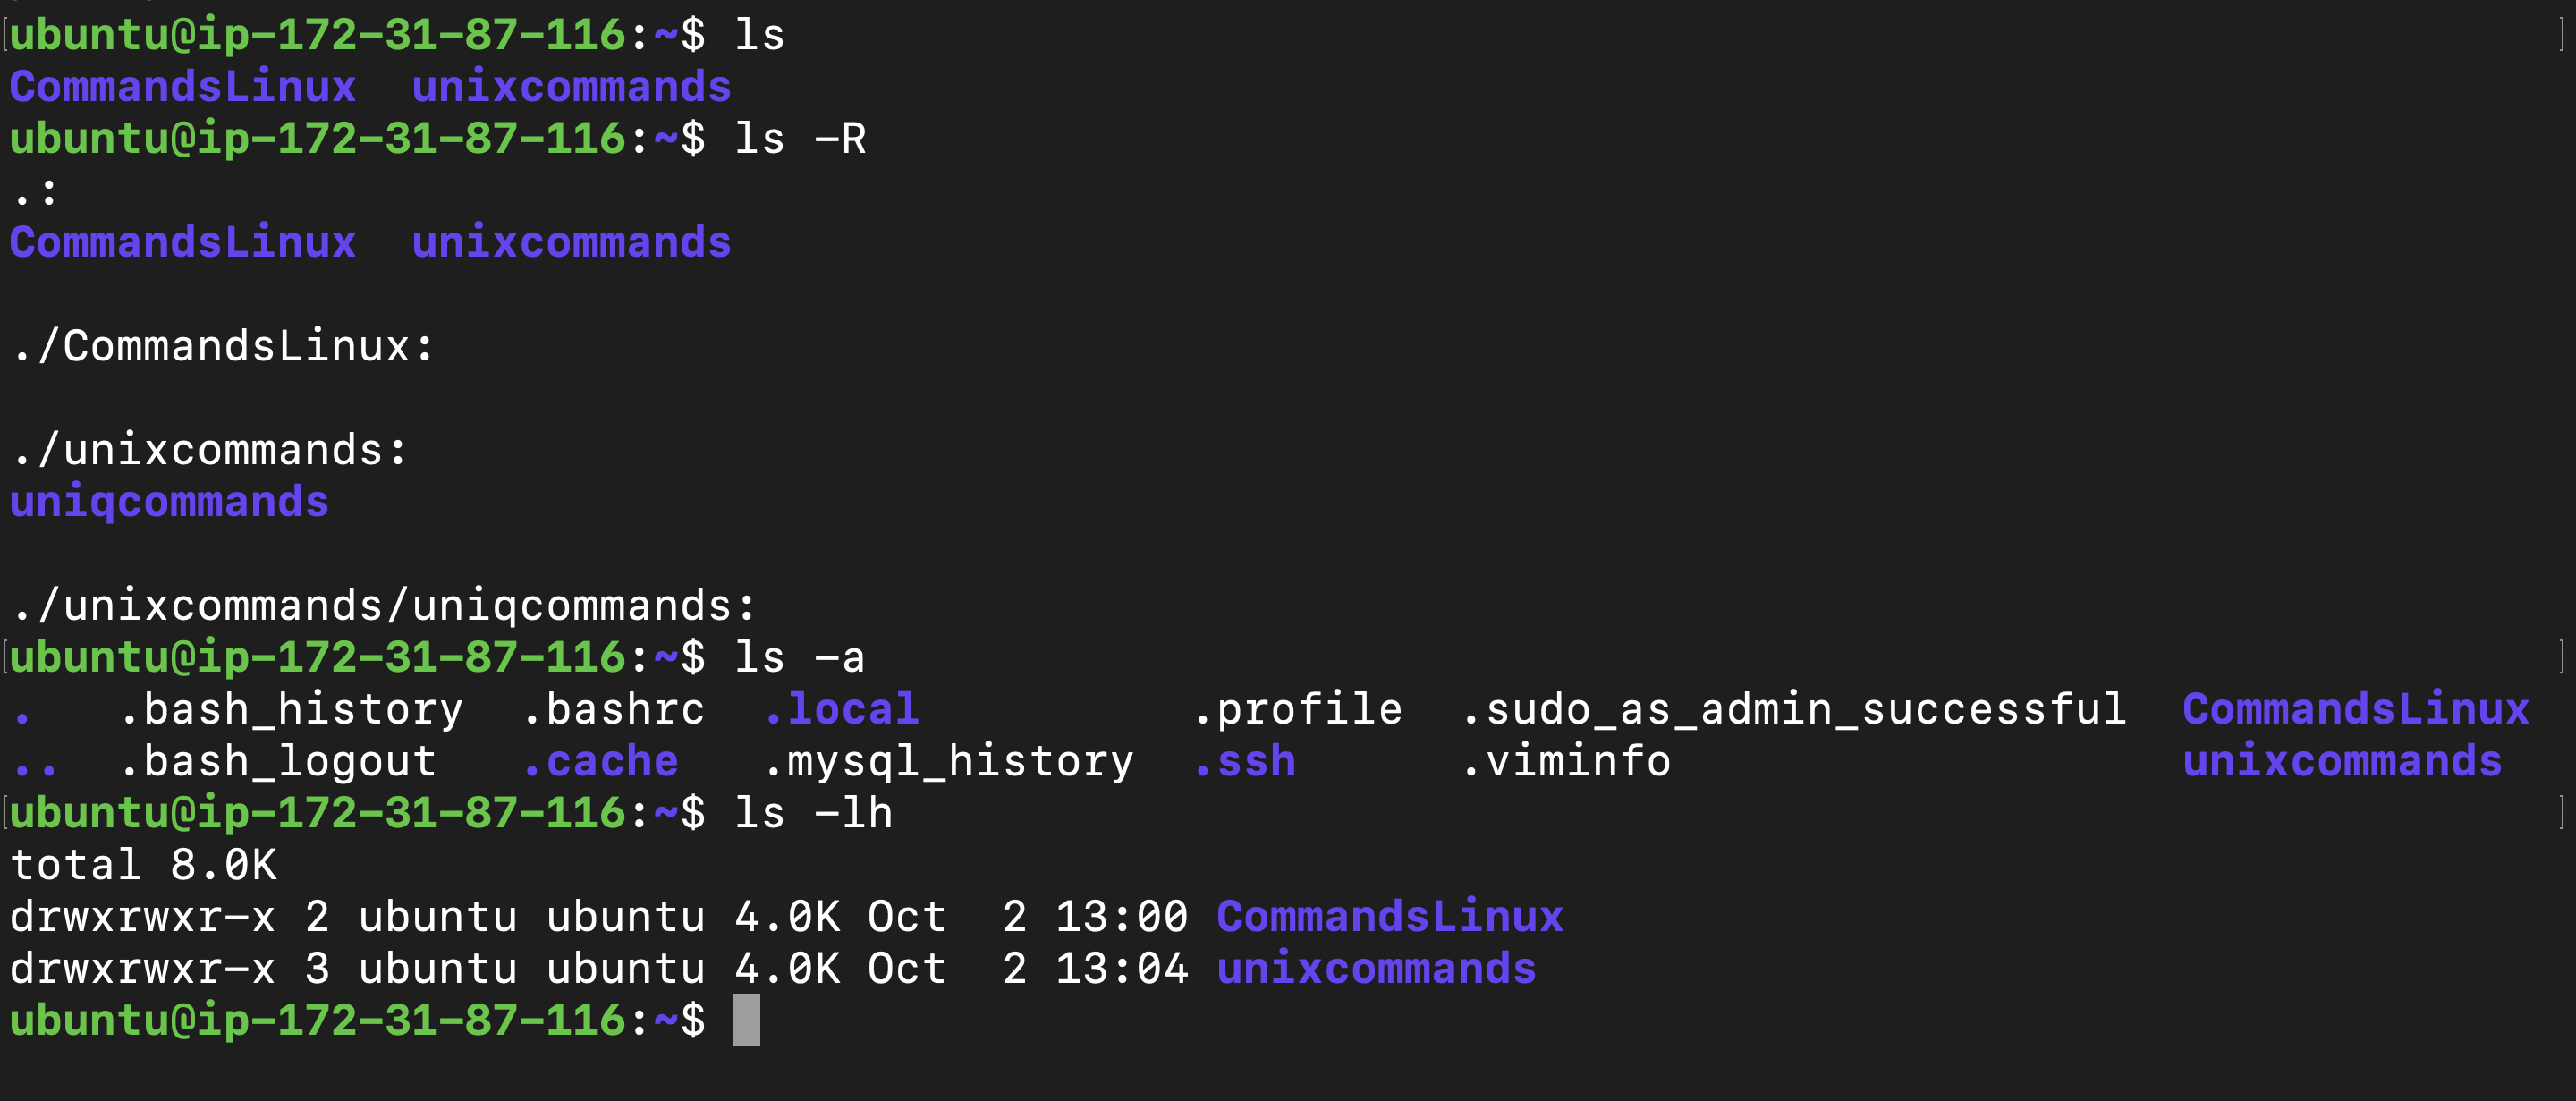 ubuntu@ip-172-31-87-116:~$ ls
CommandsLinux  unixcommands
ubuntu@ip-172-31-87-116:~$ ls -R
.:
CommandsLinux  unixcommands
./CommandsLinux:
./unixcommands:
uniqcommands
./unixcommands/uniqcommands:
ubuntu@ip-172-31-87-116:~$ ls -a
.   .bash_history  .bashrc  .local          .profile  .sudo_as_admin_successful  CommandsLinux
..  .bash_logout   .cache   .mysql_history  .ssh      .viminfo                   unixcommands
ubuntu@ip-172-31-87-116:~$ ls -lh
total 8.0K
drwxrwxr-x 2 ubuntu ubuntu 4.0K Oct  2 13:00 CommandsLinux
drwxrwxr-x 3 ubuntu ubuntu 4.0K Oct  2 13:04 unixcommands
ubuntu@ip-172-31-87-116:~$